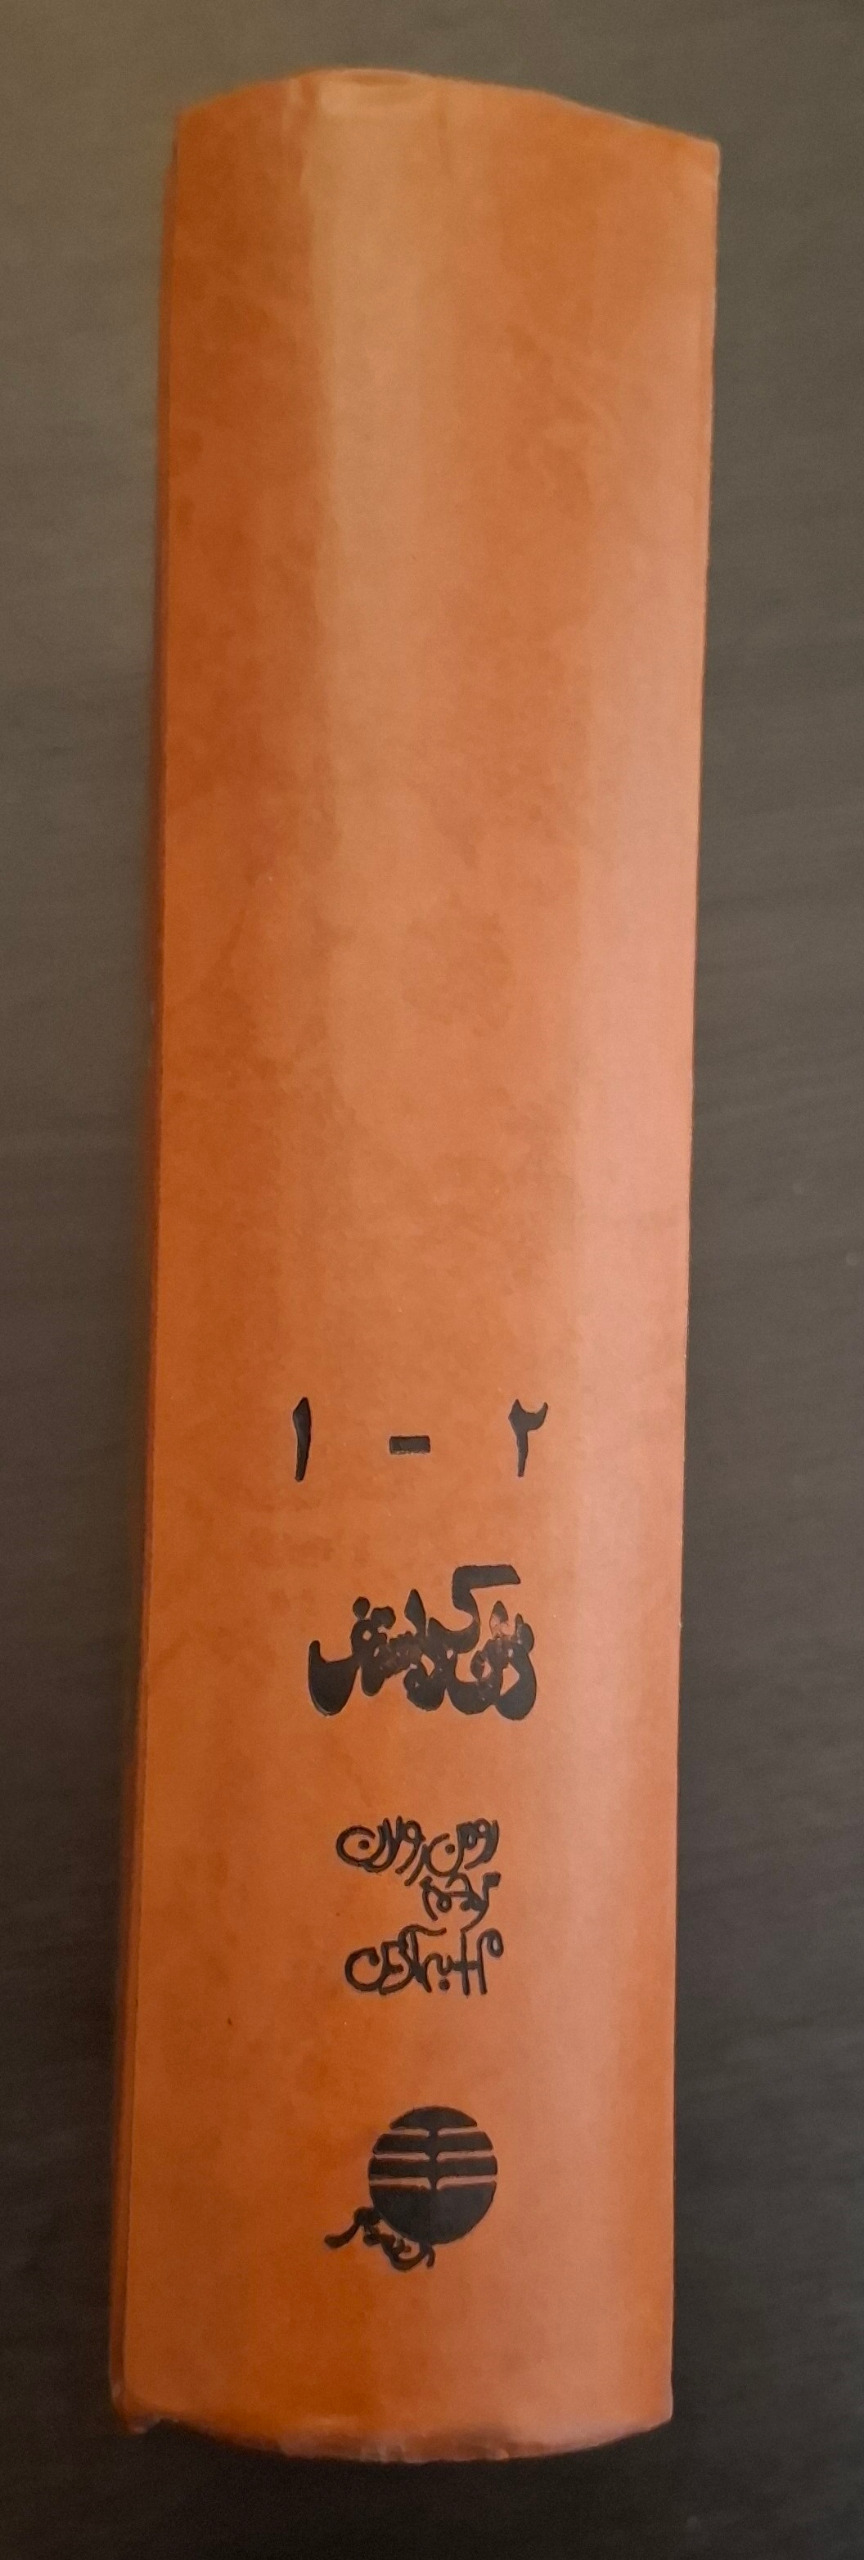 ۱ - ۲
ژان کریستف
رومن رولان
ترجمه
م. ا. به‌آذین